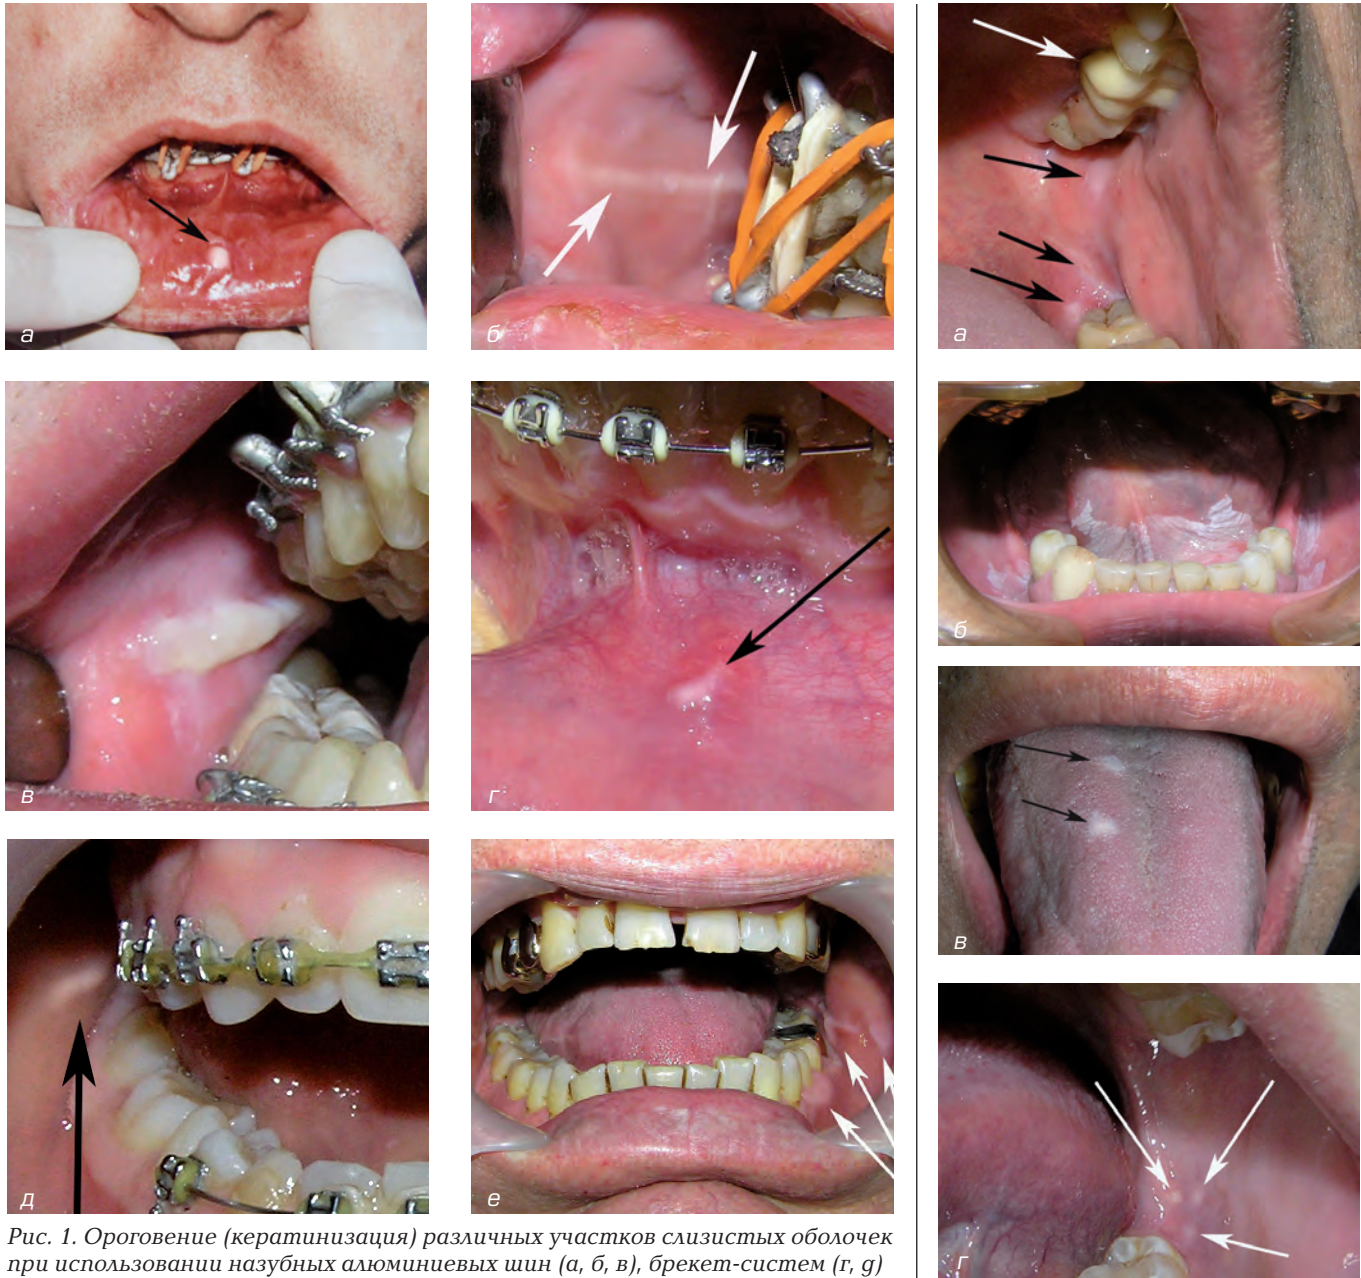 а
б
в
г
д
е
Рис. 1. Ороговение (кератинизация) различных участков слизистых оболочек
при использовании назубных алюминиевых шин (а, б, в), брекет-систем (г, д)
а
б
в
г